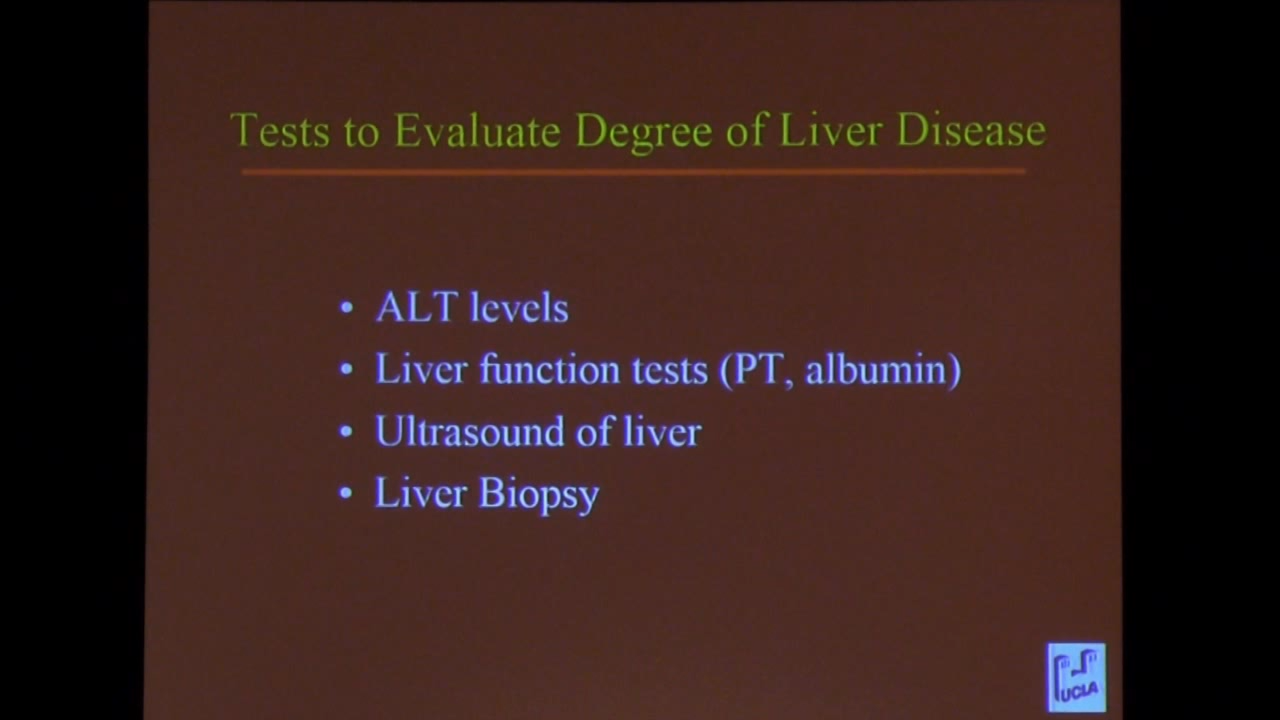 Tests to Evaluate Degree of Liver Disease
• ALT levels
• Liver function tests (PT, albumin)
• Ultrasound of liver
• Liver Biopsy
UCLA